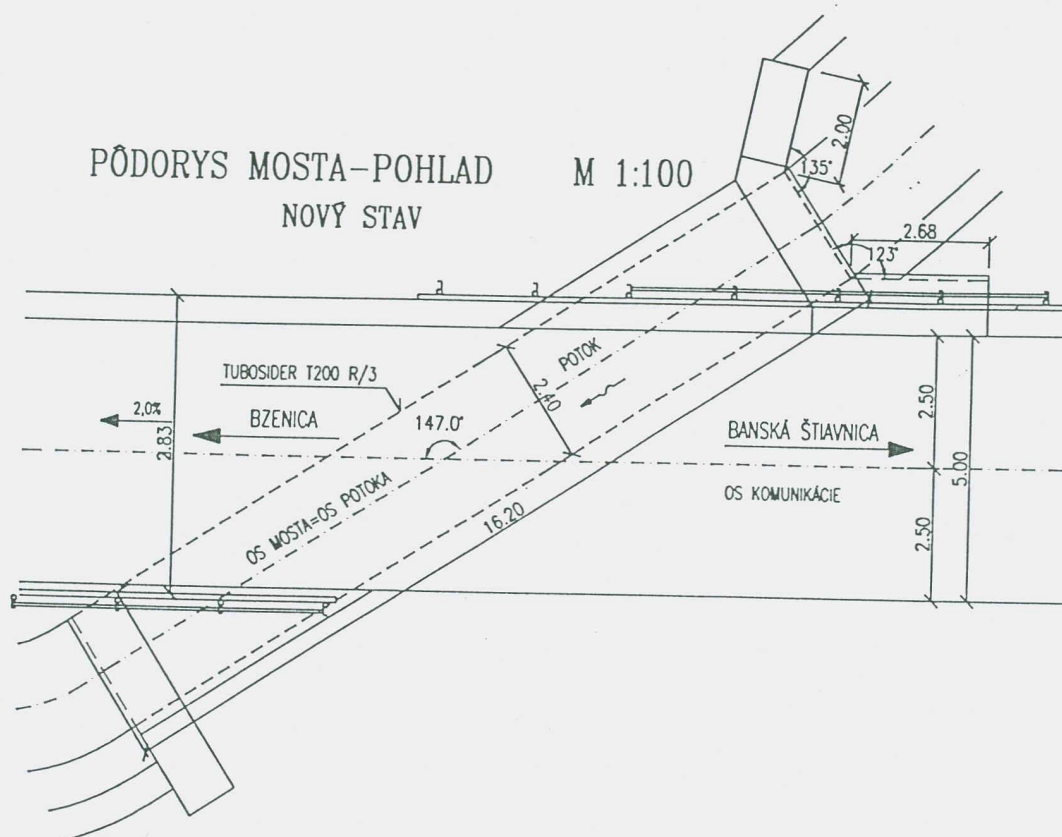 PÔDORYS MOSTA-POHLAD M 1:100
NOVÝ STAV
2.00
135°
2.68
123°
TUBOSIDER T200 R/3
POTOK
2.40
2,0%
BZENICA
147.0°
2.83
BANSKÁ ŠTIAVNICA
2.50
5.00
OS MOSTA=OS POTOKA
16.20
OS KOMUNIKÁCIE
2.50